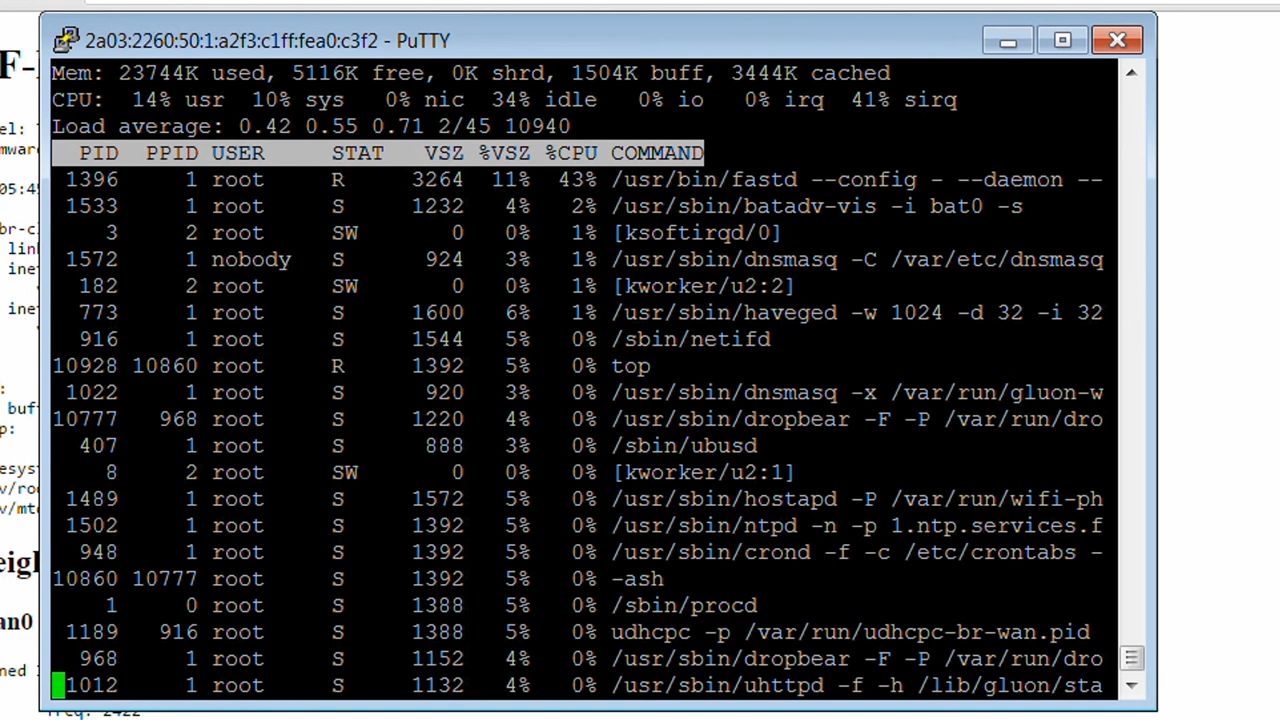 2a03:2260:50:1:a2f3:c1ff:fea0:c3f2 - PuTTY
Mem: 23744K used, 5116K free, 0K shrd, 1504K buff, 3444K cached
CPU:  14% usr  10% sys   0% nic  34% idle   0% io   0% irq  41% sirq
Load average: 0.42 0.55 0.71 2/45 10940
PID  PPID USER     STAT   VSZ %VSZ %CPU COMMAND
1396     1 root     R     3264  11%  43% /usr/bin/fastd --config - --daemon --
1533     1 root     S     1232   4%   2% /usr/sbin/batadv-vis -i bat0 -s
3     2 root     SW       0   0%   1% [ksoftirqd/0]
1572     1 nobody   S      924   3%   1% /usr/sbin/dnsmasq -C /var/etc/dnsmasq
182     2 root     SW       0   0%   1% [kworker/u2:2]
773     1 root     S     1600   6%   1% /usr/sbin/haveged -w 1024 -d 32 -i 32
916     1 root     S     1544   5%   0% /sbin/netifd
10928 10860 root     R     1392   5%   0% top
1022     1 root     S      920   3%   0% /usr/sbin/dnsmasq -x /var/run/gluon-w
10777   968 root     S     1220   4%   0% /usr/sbin/dropbear -F -P /var/run/dro
407     1 root     S      888   3%   0% /sbin/ubusd
8     2 root     SW       0   0%   0% [kworker/u2:1]
1489     1 root     S     1572   5%   0% /usr/sbin/hostapd -P /var/run/wifi-ph
1502     1 root     S     1392   5%   0% /usr/sbin/ntpd -n -p 1.ntp.services.f
948     1 root     S     1392   5%   0% /usr/sbin/crond -f -c /etc/crontabs -
10860 10777 root     S     1392   5%   0% -ash
1     0 root     S     1388   5%   0% /sbin/procd
1189   916 root     S     1388   5%   0% udhcpc -p /var/run/udhcpc-br-wan.pid
968     1 root     S     1152   4%   0% /usr/sbin/dropbear -F -P /var/run/dro
1012     1 root     S     1132   4%   0% /usr/sbin/uhttpd -f -h /lib/gluon/sta